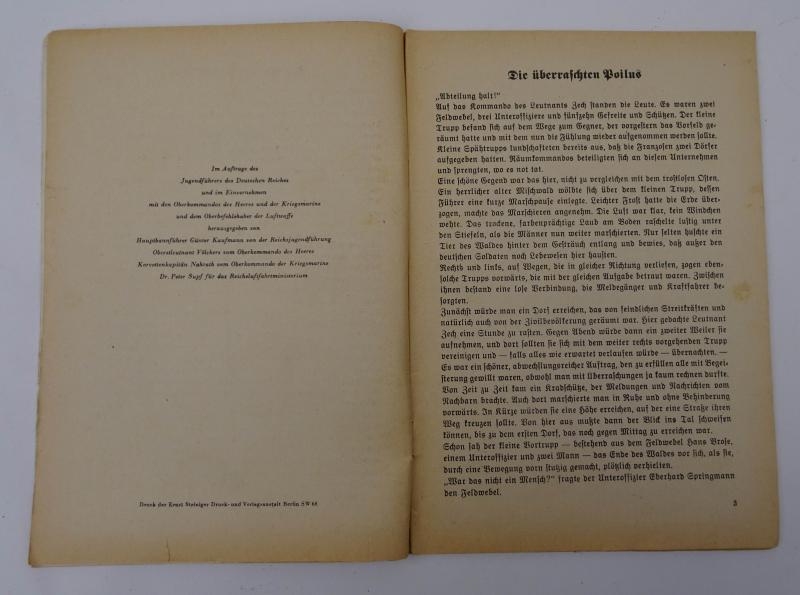 Im Auftrage des
Jugendführers des Deutschen Reiches
und im Einvernehmen
mit den Oberkommandos des Heeres und der Kriegsmarine
und dem Oberbefehlshaber der Luftwaffe
herausgegeben von
Hauptbannführer Günter Kaufmann von der Reichsjugendführung
Oberstleutnant Völckers vom Oberkommando des Heeres
Korvettenkapitän Nahrath vom Oberkommando der Kriegsmarine
Dr. Peter Supf für das Reichsluftfahrtministerium
Druck der Ernst Steiniger Druck- und Verlagsanstalt Berlin SW 68
Die überraschten Poilus
„Abteilung halt!“
Auf das Kommando des Leutnants Zech standen die Leute. Es waren zwei
Feldwebel, drei Unteroffiziere und fünfzehn Gefreite und Schützen. Der kleine
Trupp befand sich auf dem Wege zum Gegner, der vorgestern das Vorfeld ge-
räumt hatte und mit dem nun die Fühlung wieder aufgenommen werden sollte.
Kleine Spähtrupps kundschafteten bereits aus, daß die Franzosen zwei Dörfer
aufgegeben hatten. Räumkommandos beteiligten sich an diesem Unternehmen
und sprengten, wo es not tat.
Eine schöne Gegend war das hier, nicht zu vergleichen mit dem trostlosen Osten.
Ein herrlicher alter Mischwald wölbte sich über dem kleinen Trupp, dessen
Führer eine kurze Marschpause einlegte. Leichter Frost hatte die Erde über-
zogen, machte das Marschieren angenehm. Die Luft war klar, kein Windchen
wehte. Das trockene, farbenprächtige Laub am Boden raschelte lustig unter
den Stiefeln, als die Männer nun weiter marschierten. Nur selten huschte ein
Tier des Waldes hinter dem Gesträuch entlang und bewies, daß außer den
deutschen Soldaten noch Lebewesen hier hausten.
Rechts und links, auf Wegen, die in gleicher Richtung verliefen, zogen eben-
solche Trupps vorwärts, die mit der gleichen Aufgabe betraut waren. Zwischen
ihnen bestand eine lose Verbindung, die Meldegänger und Kraftfahrer be-
sorgten.
Zunächst würde man ein Dorf erreichen, das von feindlichen Streitkräften und
natürlich auch von der Zivilbevölkerung geräumt war. Hier gedachte Leutnant
Zech eine Stunde zu rasten. Gegen Abend würde dann ein zweiter Weiler sie
aufnehmen, und dort sollten sie sich mit dem weiter rechts vorgehenden Trupp
vereinigen und — falls alles wie erwartet verlaufen würde — übernachten. —
Es war ein schöner, abwechslungsreicher Auftrag, den zu erfüllen alle mit Begei-
sterung gewillt waren, obwohl man mit Überraschungen ja kaum rechnen durfte.
Von Zeit zu Zeit kam ein Kradschütze, der Meldungen und Nachrichten vom
Nachbarn brachte. Auch dort marschierte man in Ruhe und ohne Behinderung
vorwärts. In Kürze würden sie eine Höhe erreichen, auf der eine Straße ihren
Weg kreuzen sollte. Von hier aus mußte dann der Blick ins Tal schweifen
können, bis zu dem ersten Dorf, das noch gegen Mittag zu erreichen war.
Schon sah der kleine Vortrupp — bestehend aus dem Feldwebel Hans Brose,
einem Unteroffizier und zwei Mann — das Ende des Waldes vor sich, als sie,
durch eine Bewegung vorn stutzig gemacht, plötzlich verhielten.
„War das nicht ein Mensch?“ fragte der Unteroffizier Eberhard Springmann
den Feldwebel.
3